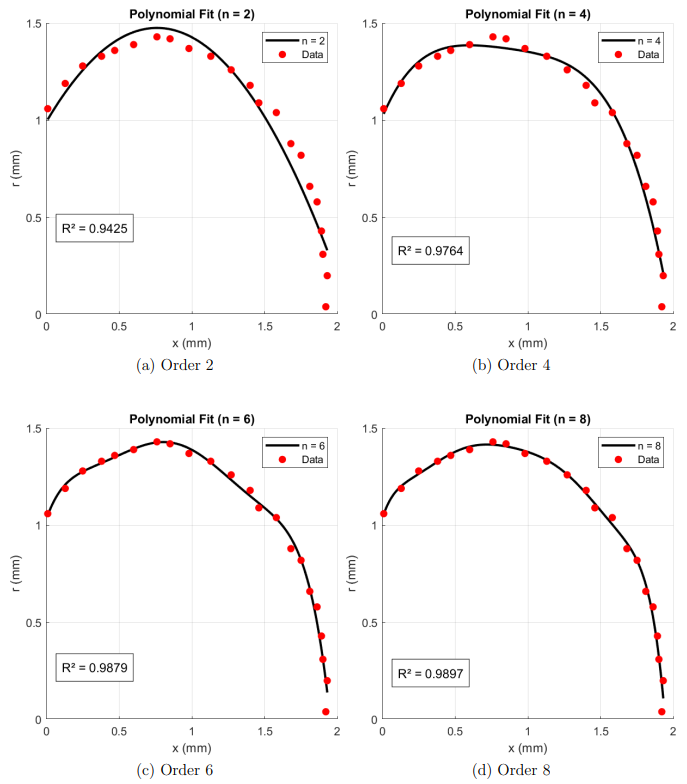 Polynomial Fit (n = 2)
1.5
1
0.5
0
r (mm)
n = 2
Data
R² = 0.9425
0 0.5 1 1.5 2
x (mm)
(a) Order 2
Polynomial Fit (n = 4)
1.5
1
0.5
0
r (mm)
n = 4
Data
R² = 0.9764
0 0.5 1 1.5 2
x (mm)
(b) Order 4
Polynomial Fit (n = 6)
1.5
1
0.5
0
r (mm)
n = 6
Data
R² = 0.9879
0 0.5 1 1.5 2
x (mm)
(c) Order 6
Polynomial Fit (n = 8)
1.5
1
0.5
0
r (mm)
n = 8
Data
R² = 0.9897
0 0.5 1 1.5 2
x (mm)
(d) Order 8